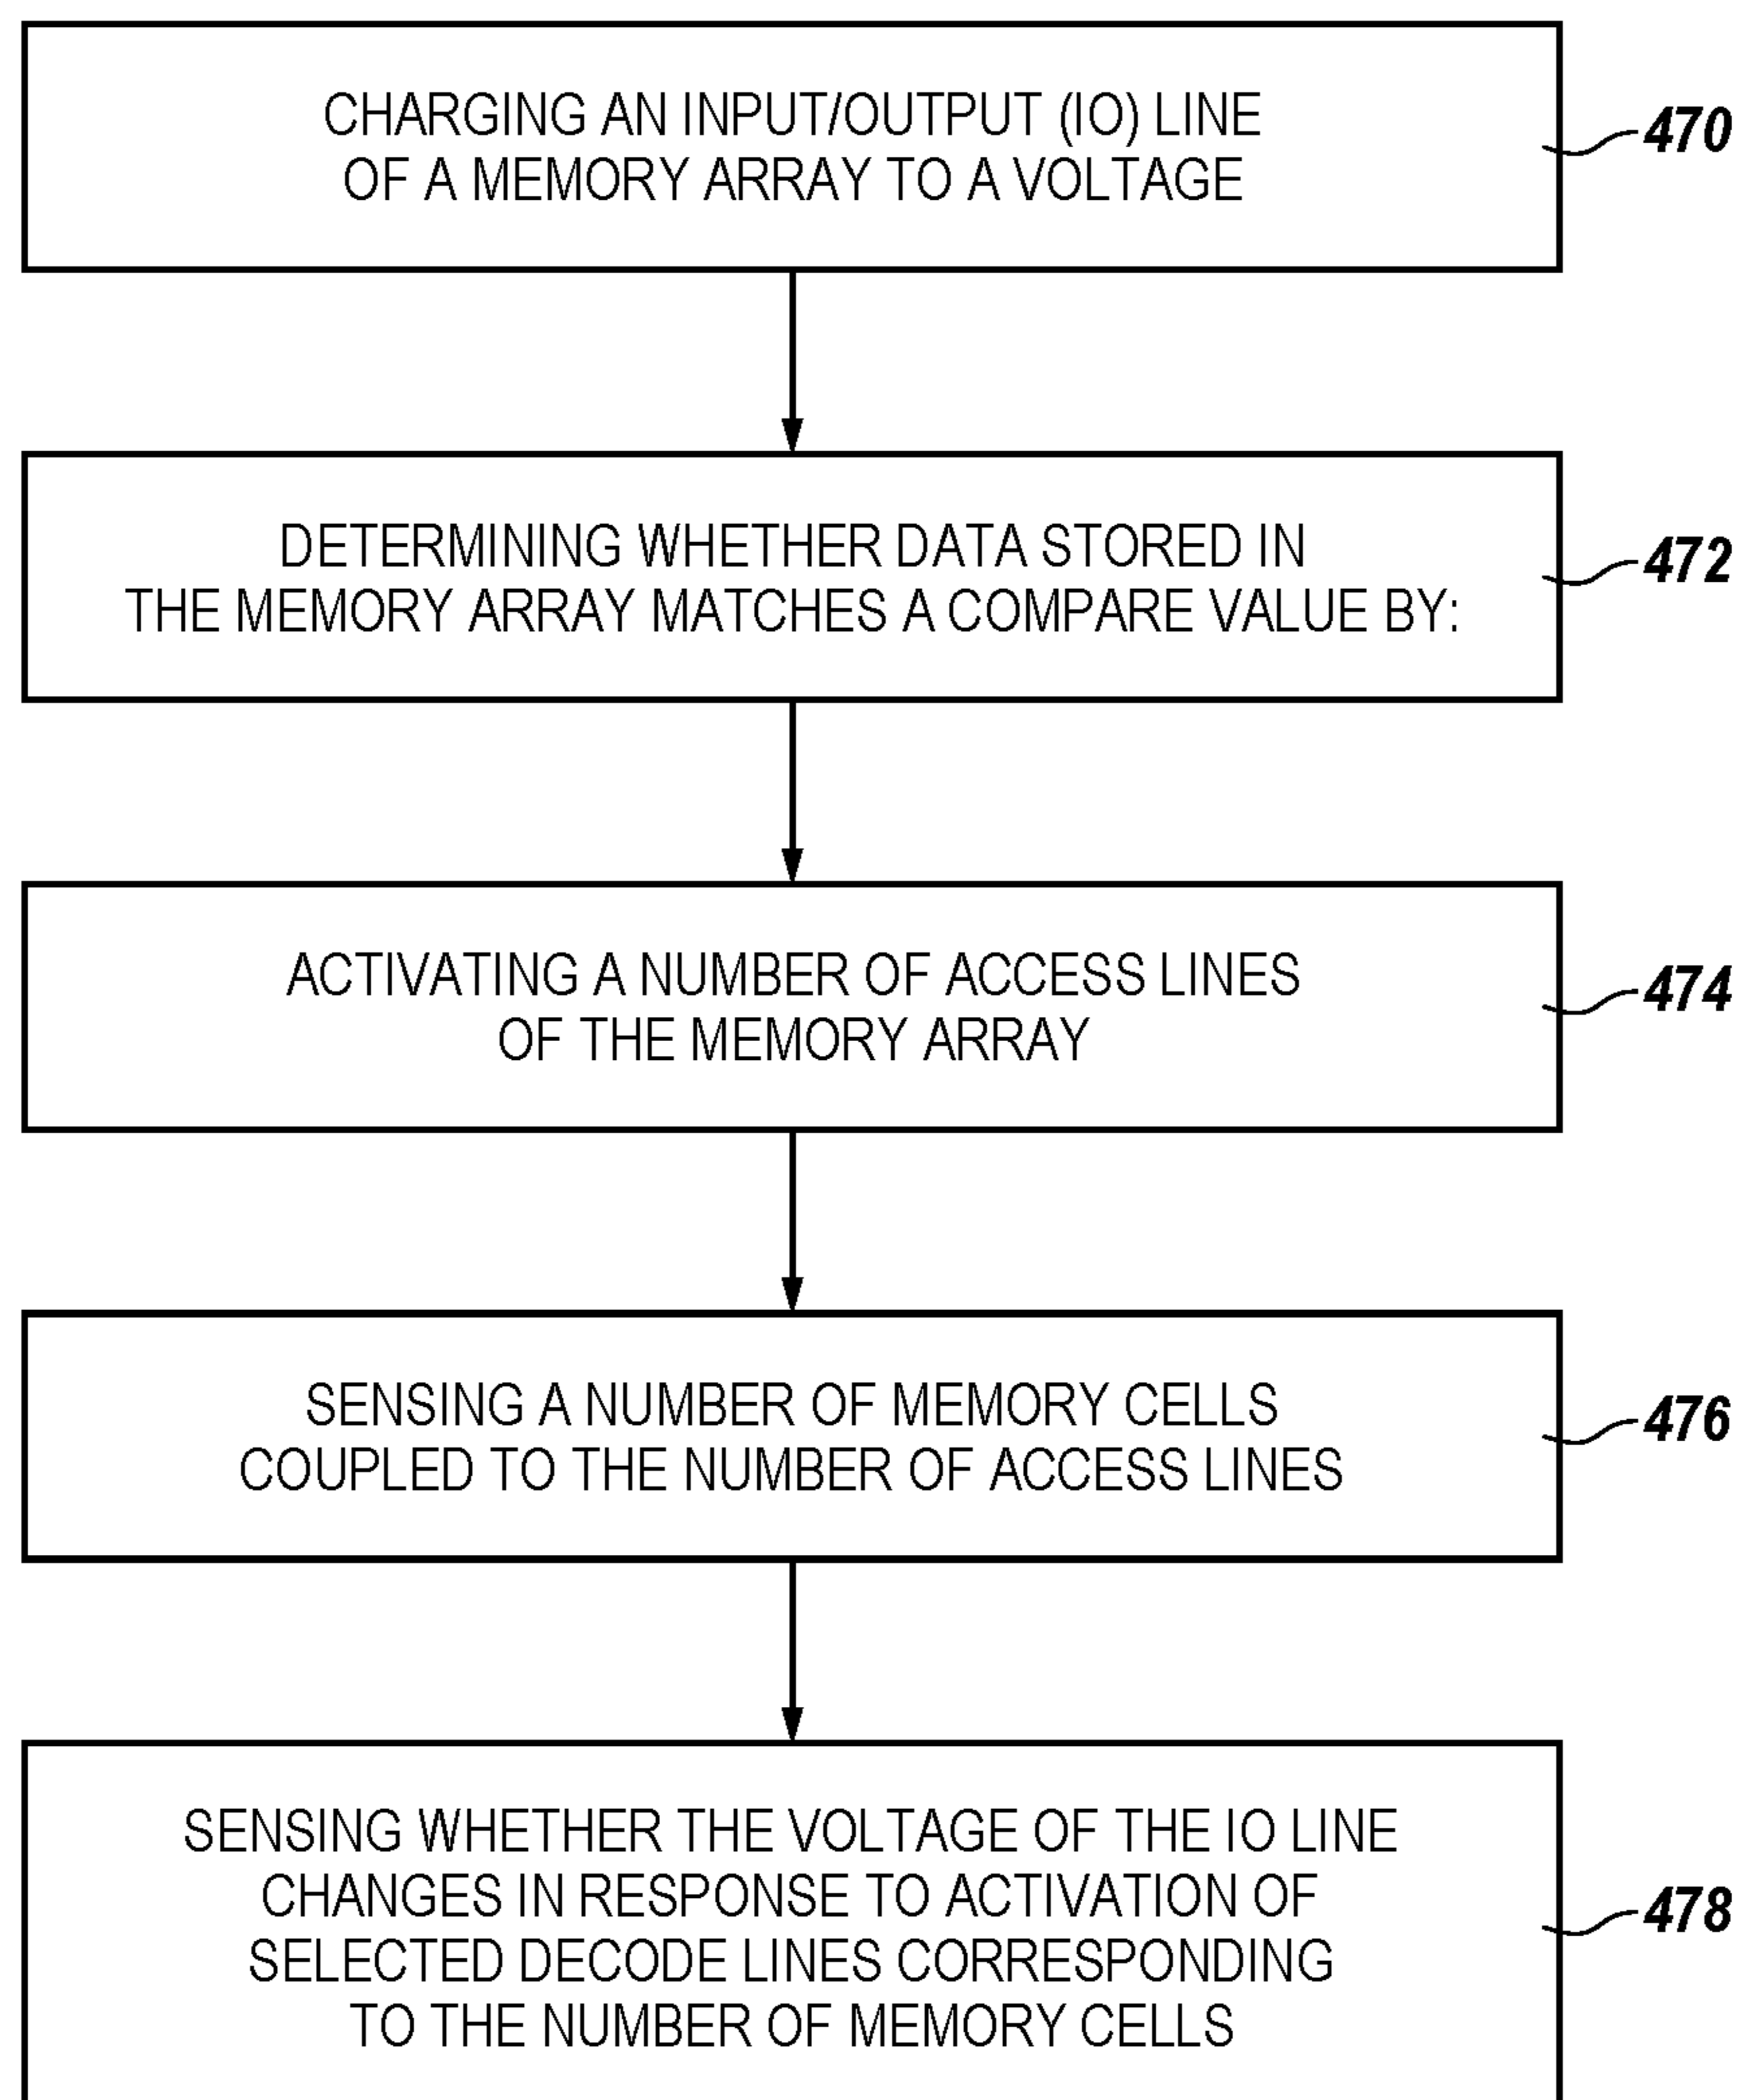 CHARGING AN INPUT/OUTPUT (IO) LINE
OF A MEMORY ARRAY TO A VOLTAGE
470
DETERMINING WHETHER DATA STORED IN
THE MEMORY ARRAY MATCHES A COMPARE VALUE BY:
472
ACTIVATING A NUMBER OF ACCESS LINES
OF THE MEMORY ARRAY
474
SENSING A NUMBER OF MEMORY CELLS
COUPLED TO THE NUMBER OF ACCESS LINES
476
SENSING WHETHER THE VOLTAGE OF THE IO LINE
CHANGES IN RESPONSE TO ACTIVATION OF
SELECTED DECODE LINES CORRESPONDING
TO THE NUMBER OF MEMORY CELLS
478